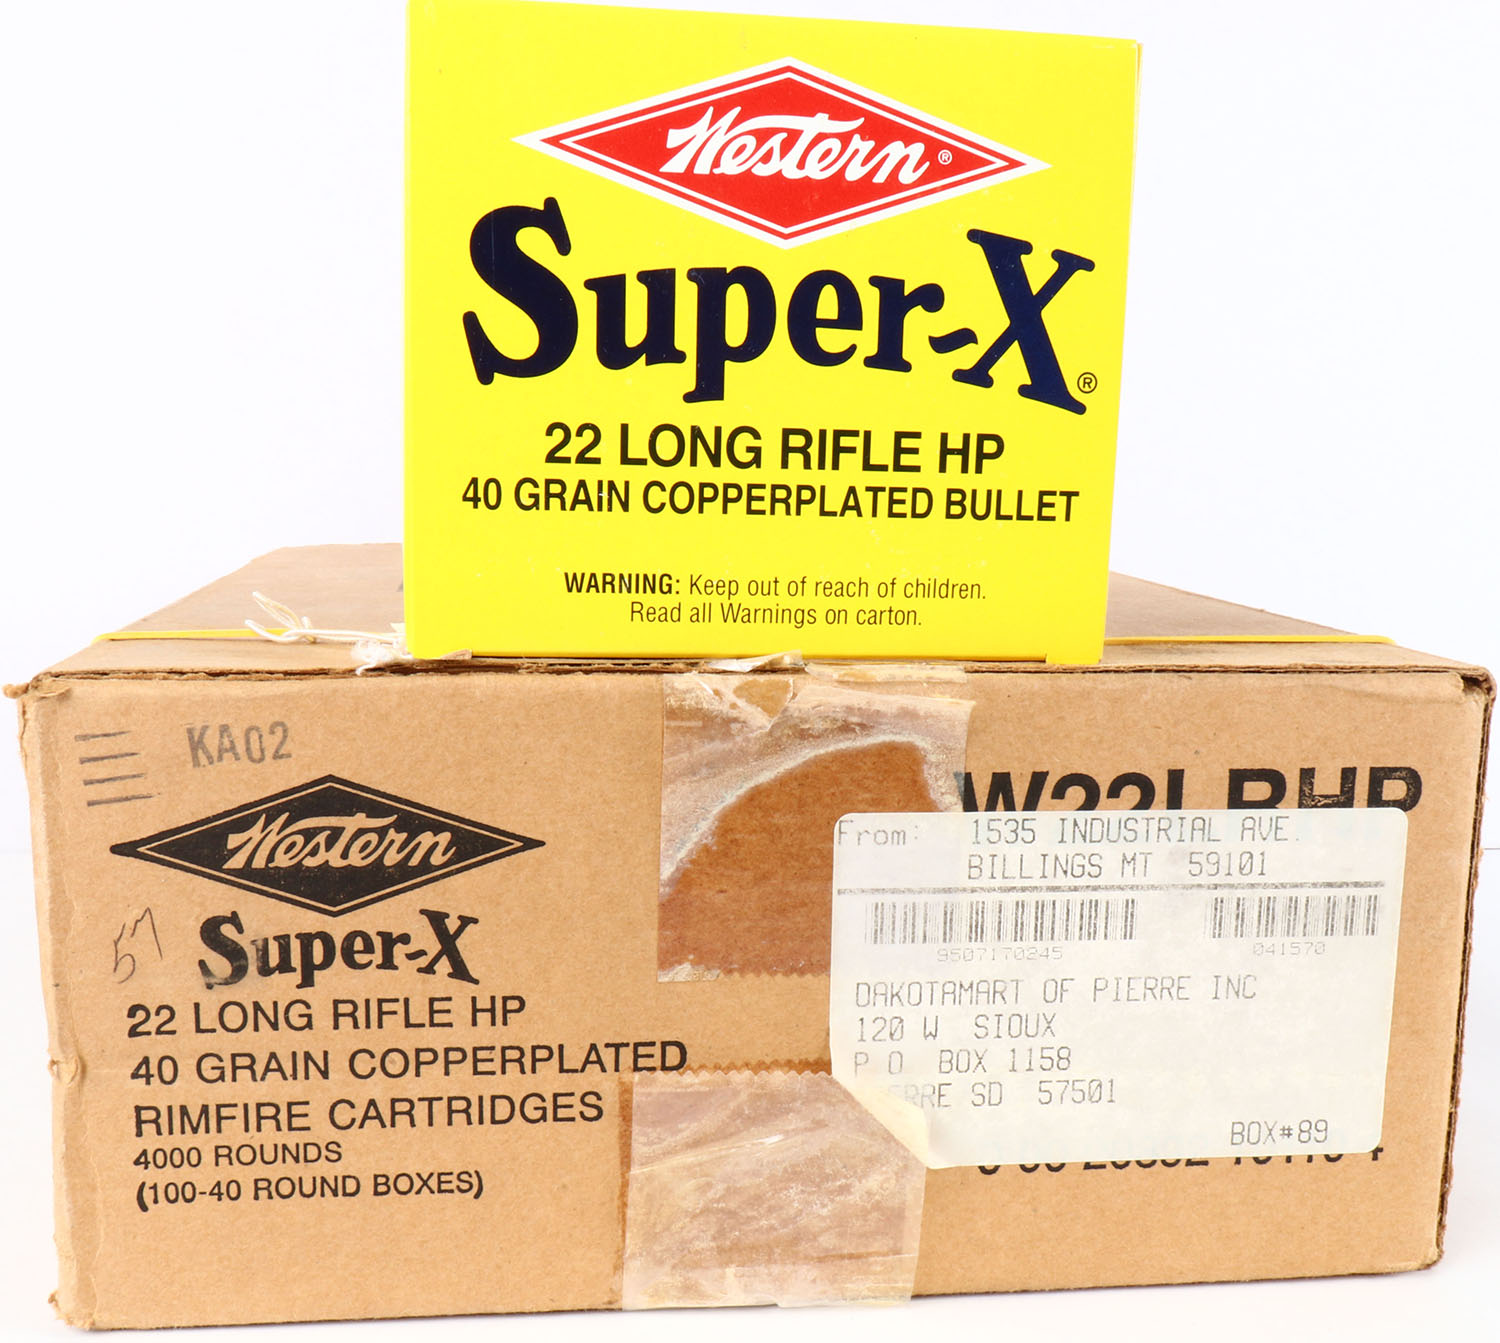 Western®
Super-X®
22 LONG RIFLE HP
40 GRAIN COPPERPLATED BULLET
WARNING: Keep out of reach of children.
Read all Warnings on carton.
KA02
Western
57
Super-X
22 LONG RIFLE HP
40 GRAIN COPPERPLATED
RIMFIRE CARTRIDGES
4000 ROUNDS
(100-40 ROUND BOXES)
W22LRHP
From: 1535 INDUSTRIAL AVE.
BILLINGS MT 59101
9507170245 041570
DAKOTAMART OF PIERRE INC
120 W SIOUX
P O BOX 1158
RRE SD 57501
BOX#89